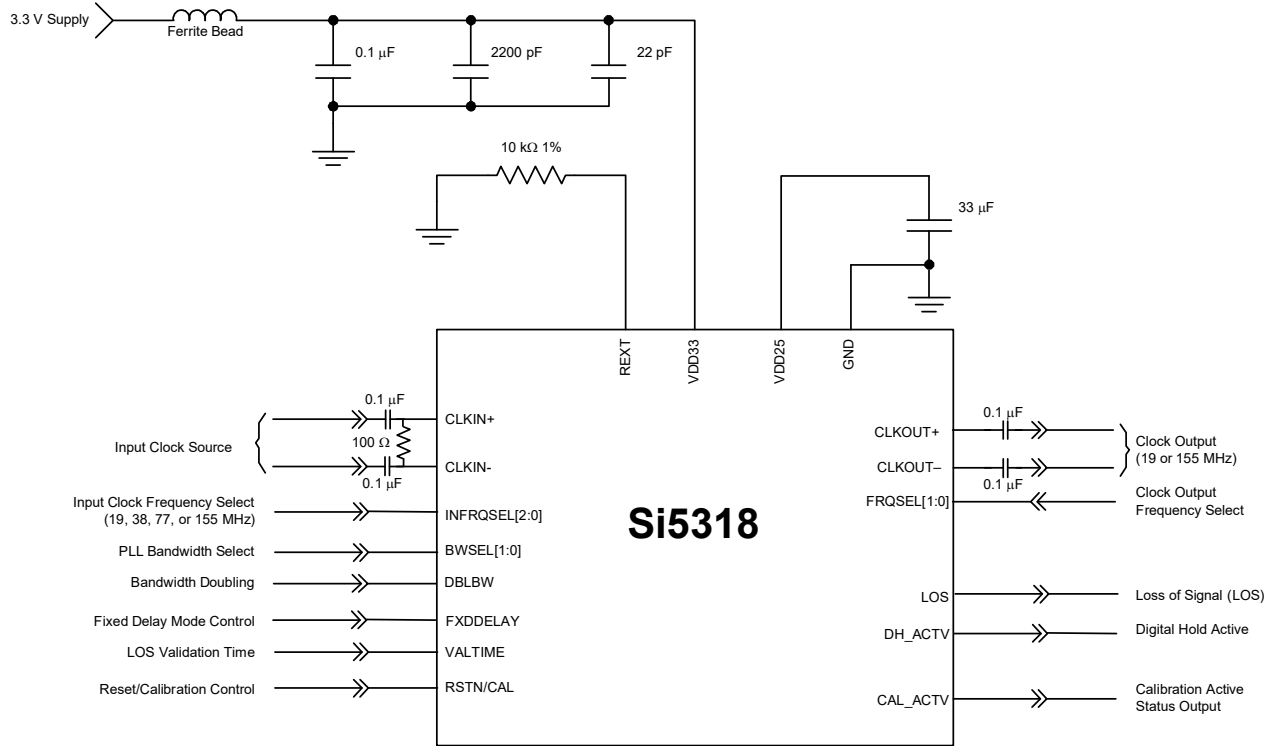 3.3 V Supply
Ferrite Bead
0.1 μF
2200 pF
22 pF
10 kΩ 1%
33 μF
REXT
VDD33
VDD25
GND
Input Clock Source
0.1 μF
100 Ω
0.1 μF
CLKIN+
CLKIN-
Input Clock Frequency Select
(19, 38, 77, or 155 MHz)
INFRQSEL[2:0]
PLL Bandwidth Select
BWSEL[1:0]
Bandwidth Doubling
DBLBW
Fixed Delay Mode Control
FXDDELAY
LOS Validation Time
VALTIME
Reset/Calibration Control
RSTN/CAL
Si5318
CLKOUT+
CLKOUT–
0.1 μF
0.1 μF
Clock Output
(19 or 155 MHz)
FRQSEL[1:0]
Clock Output
Frequency Select
LOS
Loss of Signal (LOS)
DH_ACTV
Digital Hold Active
CAL_ACTV
Calibration Active
Status Output